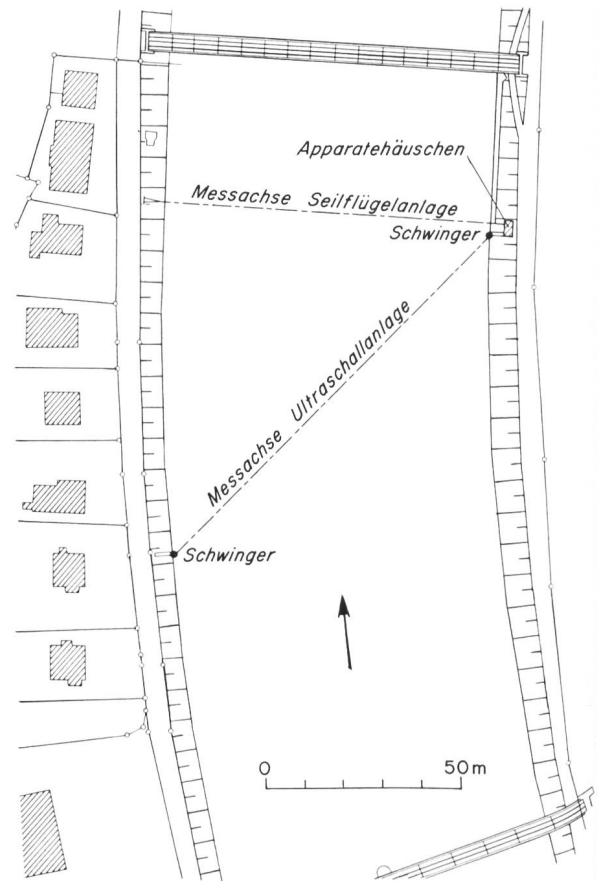 Apparatehäuschen
Messachse Seilflügelanlage
Schwinger
Messachse Ultraschallanlage
Schwinger
0 50m